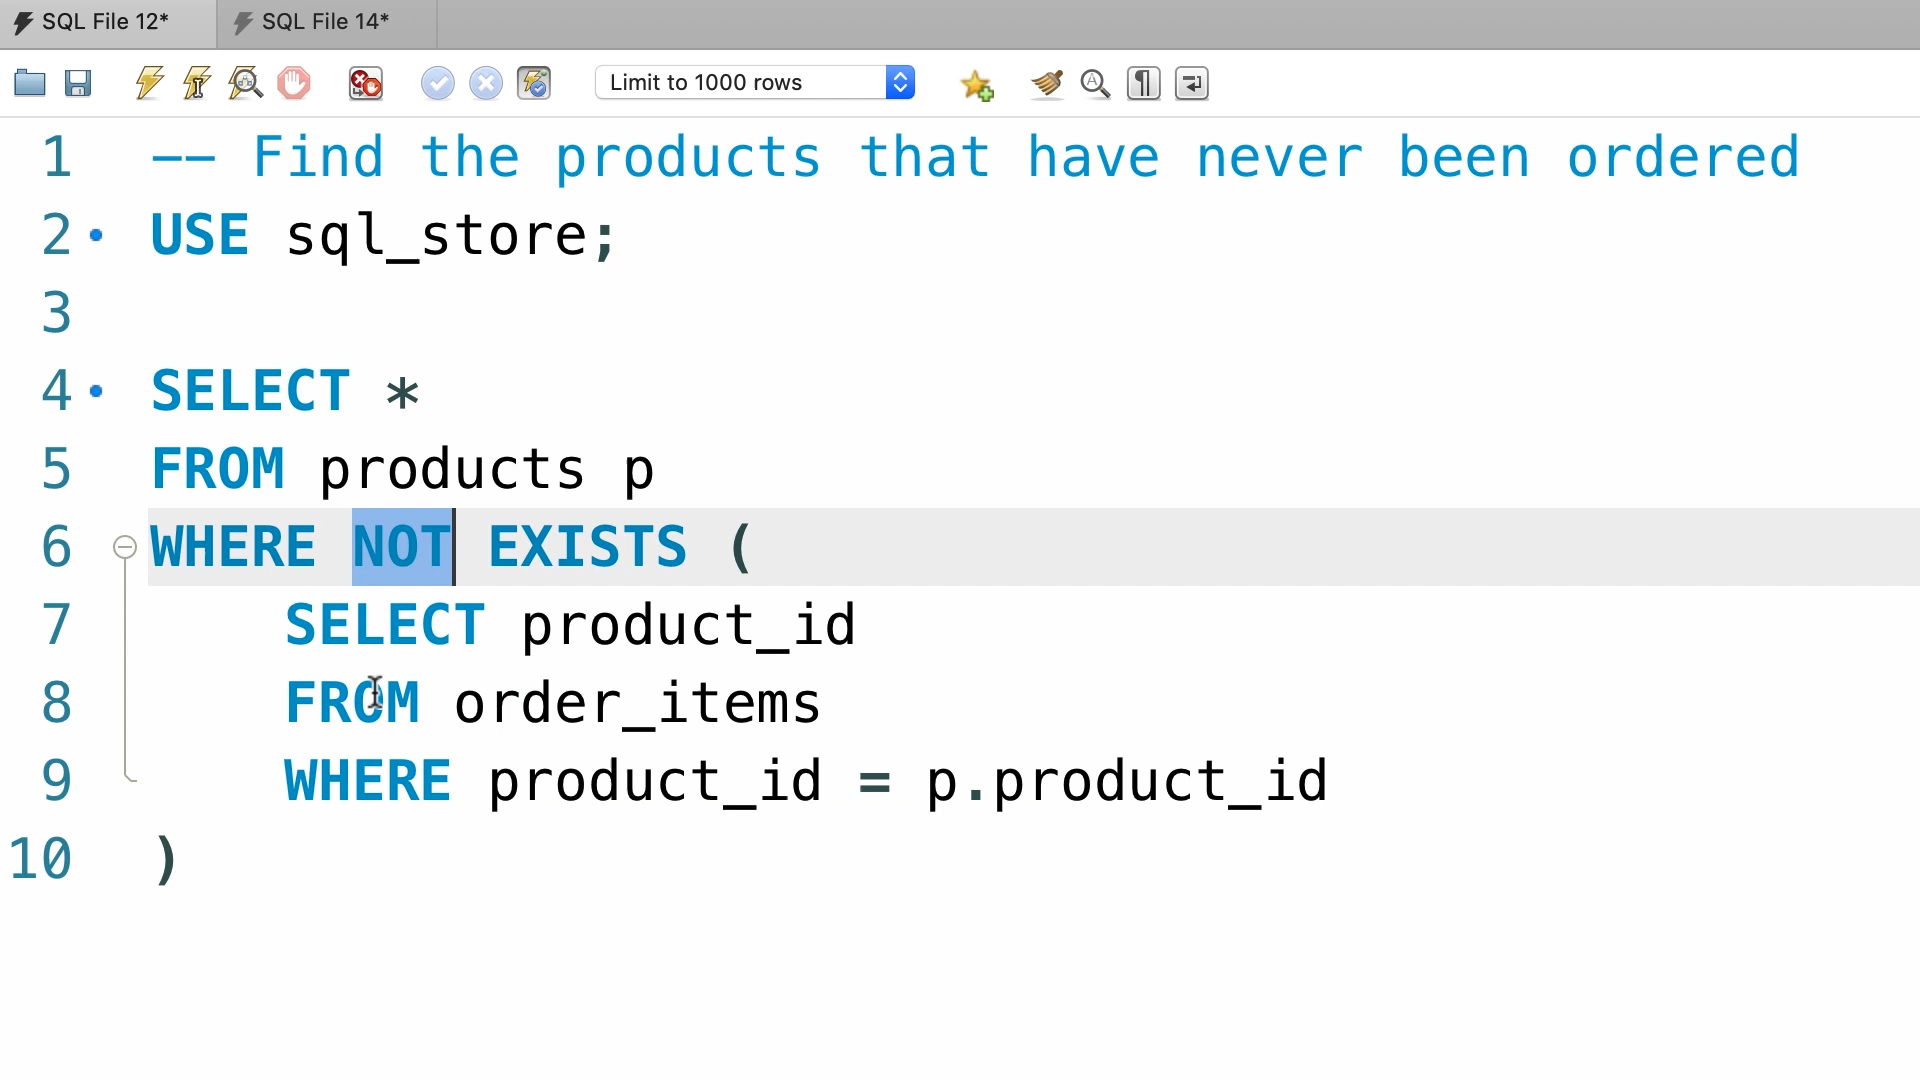 SQL File 12*
SQL File 14*
Limit to 1000 rows
1 -- Find the products that have never been ordered
2 USE sql_store;
3
4 SELECT *
5 FROM products p
6 WHERE NOT EXISTS (
7 SELECT product_id
8 FROM order_items
9 WHERE product_id = p.product_id
10 )